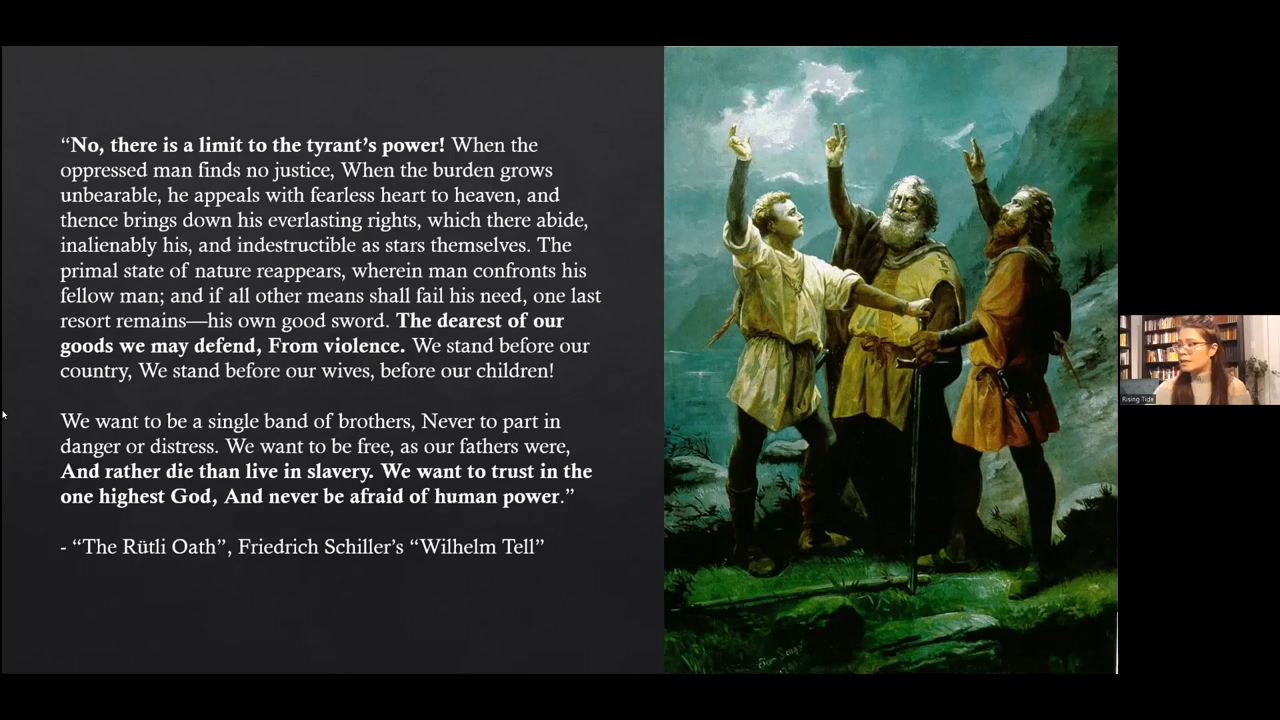 “No, there is a limit to the tyrant’s power! When the
oppressed man finds no justice, When the burden grows
unbearable, he appeals with fearless heart to heaven, and
thence brings down his everlasting rights, which there abide,
inalienably his, and indestructible as stars themselves. The
primal state of nature reappears, wherein man confronts his
fellow man; and if all other means shall fail his need, one last
resort remains—his own good sword. The dearest of our
goods we may defend, From violence. We stand before our
country, We stand before our wives, before our children!
We want to be a single band of brothers, Never to part in
danger or distress. We want to be free, as our fathers were,
And rather die than live in slavery. We want to trust in the
one highest God, And never be afraid of human power.”
- “The Rütli Oath”, Friedrich Schiller’s “Wilhelm Tell”
Rising Tide